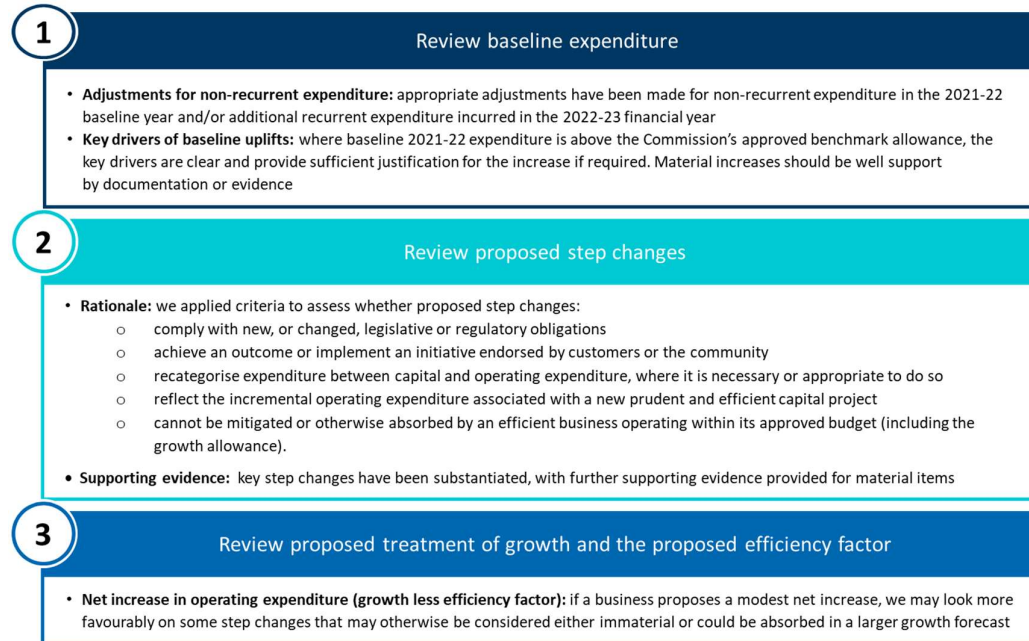 1
Review baseline expenditure
• Adjustments for non-recurrent expenditure: appropriate adjustments have been made for non-recurrent expenditure in the 2021-22
baseline year and/or additional recurrent expenditure incurred in the 2022-23 financial year
• Key drivers of baseline uplifts: where baseline 2021-22 expenditure is above the Commission's approved benchmark allowance, the
key drivers are clear and provide sufficient justification for the increase if required. Material increases should be well support
by documentation or evidence
2
Review proposed step changes
• Rationale: we applied criteria to assess whether proposed step changes:
o comply with new, or changed, legislative or regulatory obligations
o achieve an outcome or implement an initiative endorsed by customers or the community
o recategorise expenditure between capital and operating expenditure, where it is necessary or appropriate to do so
o reflect the incremental operating expenditure associated with a new prudent and efficient capital project
o cannot be mitigated or otherwise absorbed by an efficient business operating within its approved budget (including the
growth allowance).
• Supporting evidence: key step changes have been substantiated, with further supporting evidence provided for material items
3
Review proposed treatment of growth and the proposed efficiency factor
• Net increase in operating expenditure (growth less efficiency factor): if a business proposes a modest net increase, we may look more
favourably on some step changes that may otherwise be considered either immaterial or could be absorbed in a larger growth forecast